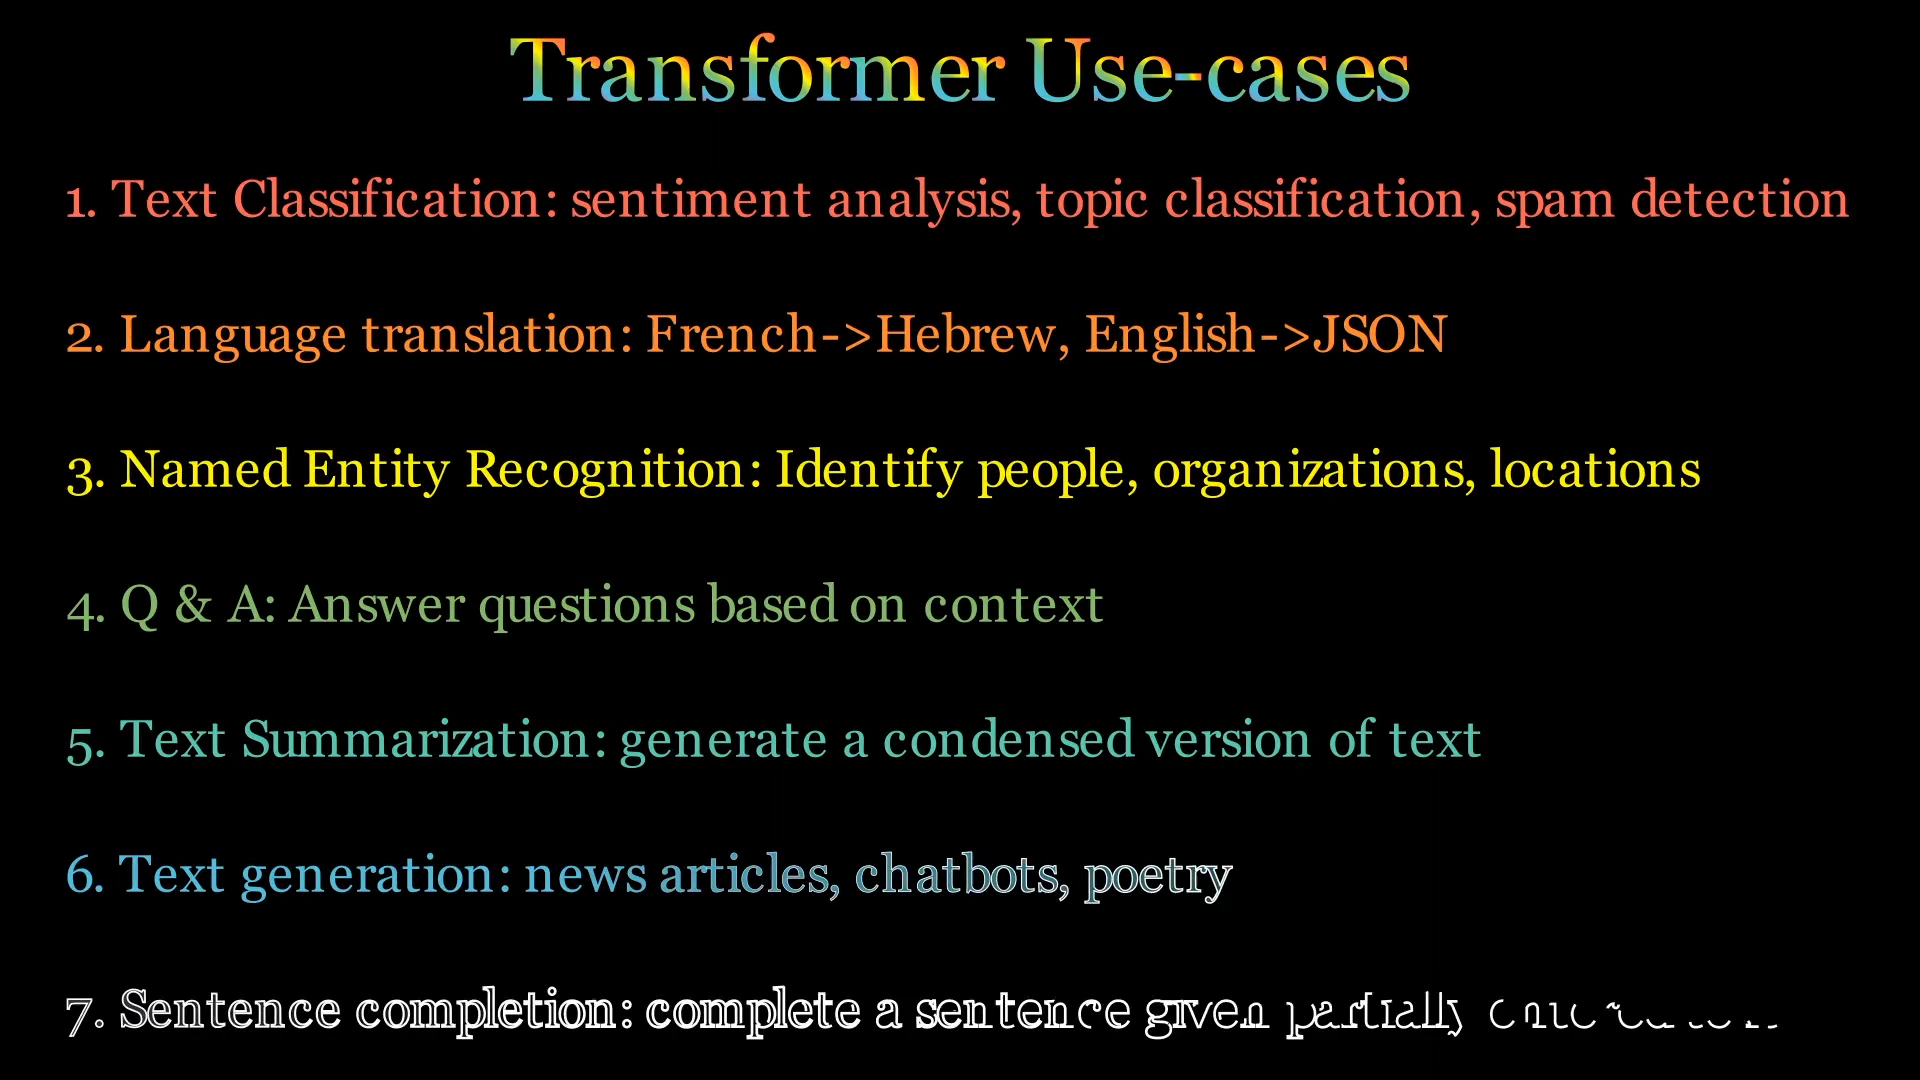 Transformer Use-cases
1. Text Classification: sentiment analysis, topic classification, spam detection
2. Language translation: French->Hebrew, English->JSON
3. Named Entity Recognition: Identify people, organizations, locations
4. Q & A: Answer questions based on context
5. Text Summarization: generate a condensed version of text
6. Text generation: news articles, chatbots, poetry
7. Sentence completion: complete a sentence given partially